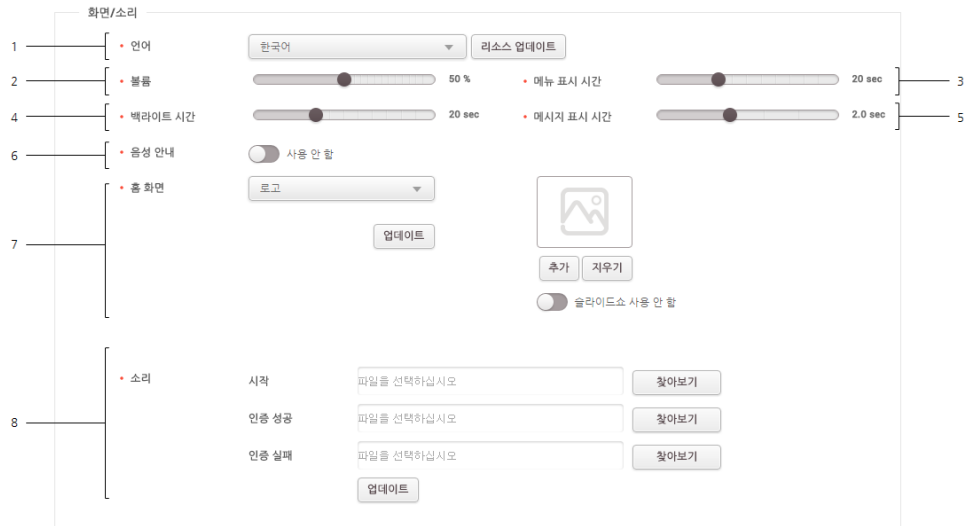 화면/소리
1 • 언어 한국어 리소스 업데이트
2 • 볼륨 50 % • 메뉴 표시 시간 20 sec 3
4 • 백라이트 시간 20 sec • 메시지 표시 시간 2.0 sec 5
6 • 음성 안내 사용 안 함
• 홈 화면 로고
7 업데이트
추가 지우기
슬라이드쇼 사용 안 함
• 소리 시작 파일을 선택하십시오 찾아보기
8 인증 성공 파일을 선택하십시오 찾아보기
인증 실패 파일을 선택하십시오 찾아보기
업데이트